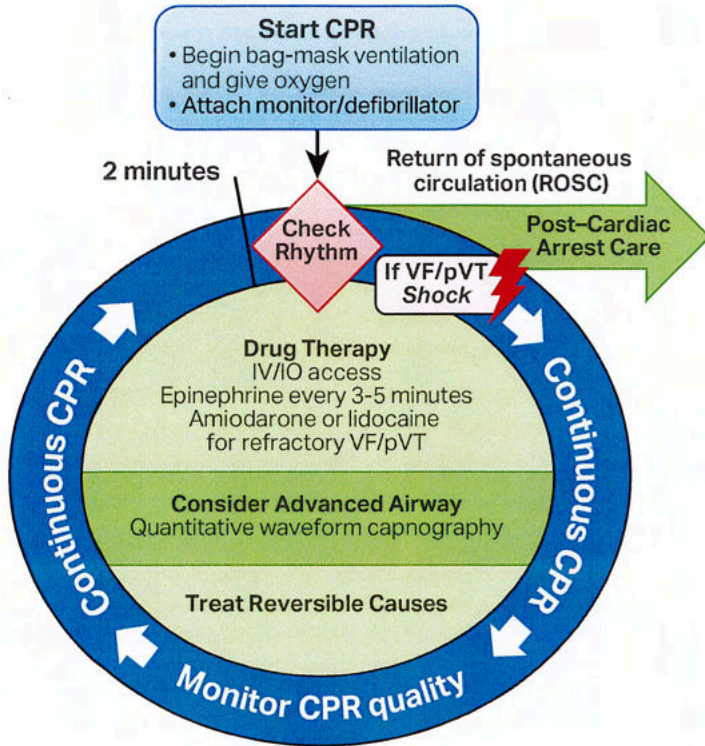 Start CPR
• Begin bag-mask ventilation
and give oxygen
• Attach monitor/defibrillator
2 minutes
Return of spontaneous
circulation (ROSC)
Check
Rhythm
Post–Cardiac
Arrest Care
If VF/pVT
Shock
Drug Therapy
IV/IO access
Epinephrine every 3-5 minutes
Amiodarone or lidocaine
for refractory VF/pVT
Consider Advanced Airway
Quantitative waveform capnography
Treat Reversible Causes
Continuous CPR
Continuous CPR
Monitor CPR quality